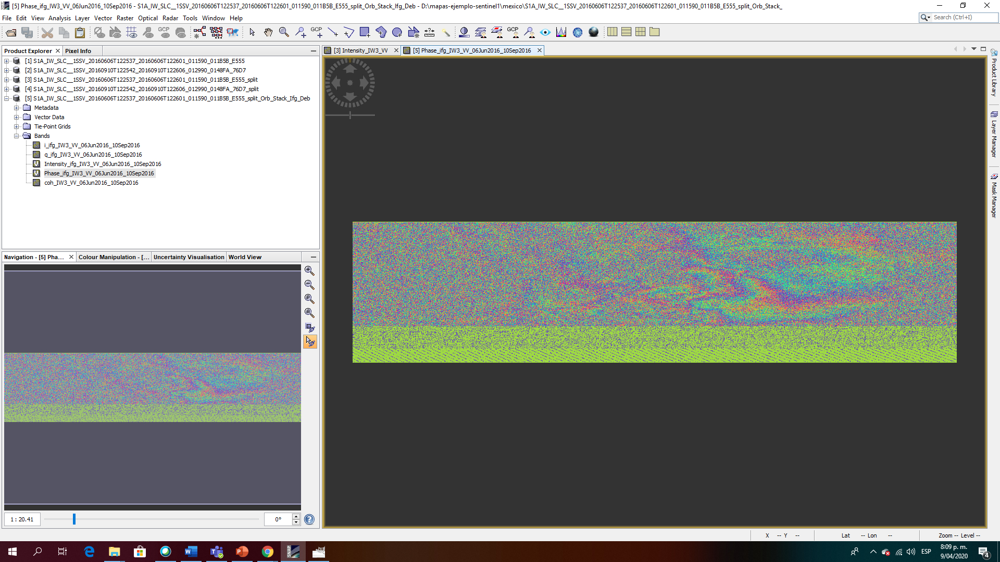 [5] Phase_ifg_IW3_VV_06Jun2016_10Sep2016 - S1A_IW_SLC__1SSV_20160606T122537_20160606T122601_011590_011B5B_E555_split_Orb_Stack_Ifg_Deb - D:\mapas-ejemplo-sentinel1\mexico\S1A_IW_SLC__1SSV_20160606T122537_20160606T122601_011590_011B5B_E555_split_Orb_Stack_
File Edit View Analysis Layer Vector Raster Optical Radar Tools Window Help
Search (Ctrl+I)
GCP GCP GCP
Product Explorer Pixel Info
[3] Intensity_IW3_VV [5] Phase_ifg_IW3_VV_06Jun2016_10Sep2016
[1] S1A_IW_SLC__1SSV_20160606T122537_20160606T122601_011590_011B5B_E555
[2] S1A_IW_SLC__1SSV_20160910T122542_20160910T122606_012990_0148FA_76D7
[3] S1A_IW_SLC__1SSV_20160606T122537_20160606T122601_011590_011B5B_E555_split
[4] S1A_IW_SLC__1SSV_20160910T122542_20160910T122606_012990_0148FA_76D7_split
[5] S1A_IW_SLC__1SSV_20160606T122537_20160606T122601_011590_011B5B_E555_split_Orb_Stack_Ifg_Deb
Metadata
Vector Data
Tie-Point Grids
Bands
i_ifg_IW3_VV_06Jun2016_10Sep2016
q_ifg_IW3_VV_06Jun2016_10Sep2016
Intensity_ifg_IW3_VV_06Jun2016_10Sep2016
Phase_ifg_IW3_VV_06Jun2016_10Sep2016
coh_IW3_VV_06Jun2016_10Sep2016
Product Library
Layer Manager
Mask Manager
Navigation - [5] Pha... Colour Manipulation - [... Uncertainty Visualisation World View
1 : 20.41
0°
X -- Y -- Lat -- Lon -- Zoom -- Level --
SNAP
ESP
8:09 p. m.
9/04/2020
4